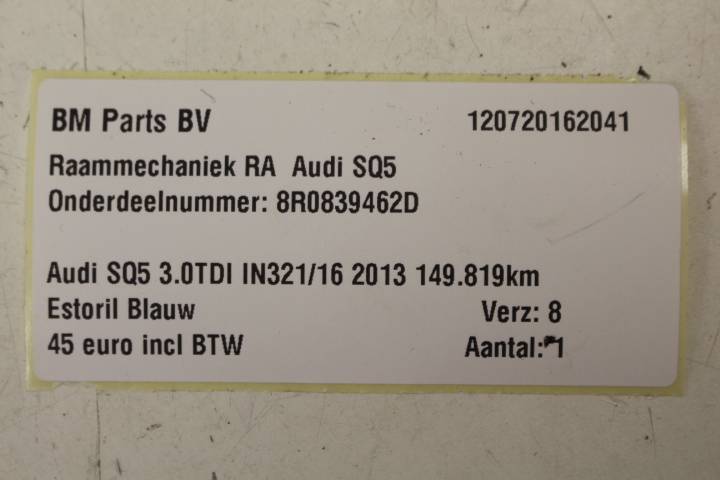 BM Parts BV 120720162041
Raammechaniek RA Audi SQ5
Onderdeelnummer: 8R0839462D
Audi SQ5 3.0TDI IN321/16 2013 149.819km
Estoril Blauw Verz: 8
45 euro incl BTW Aantal: 1